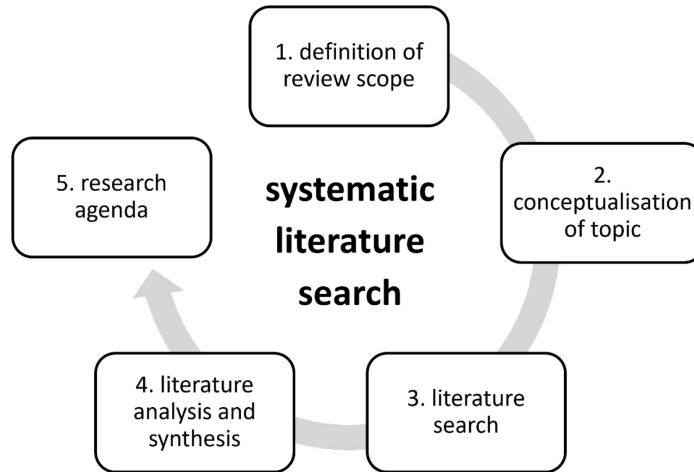 1. definition of
review scope
2.
conceptualisation
of topic
3. literature
search
4. literature
analysis and
synthesis
5. research
agenda
systematic
literature
search